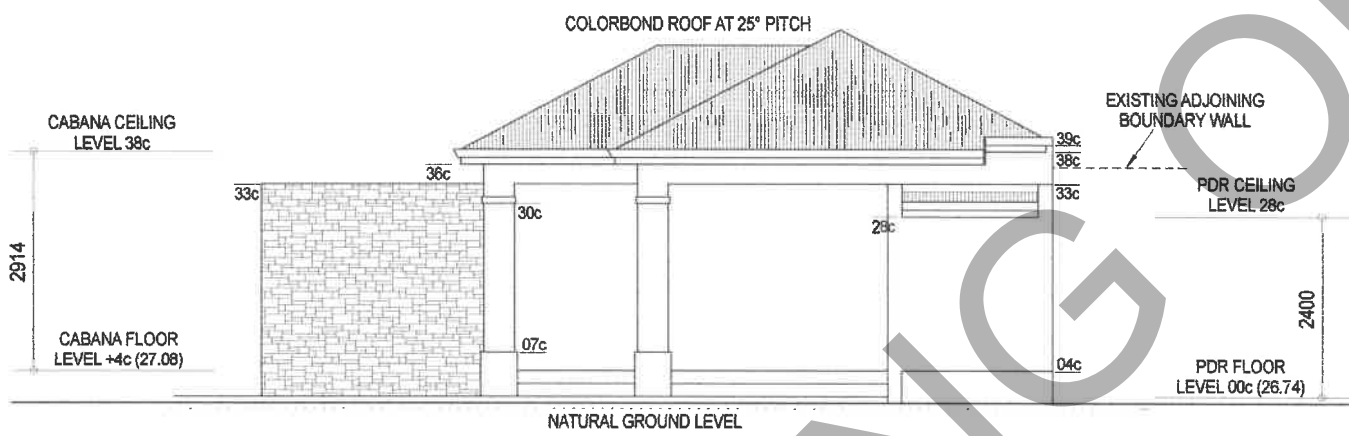 COLORBOND ROOF AT 25° PITCH
EXISTING ADJOINING
BOUNDARY WALL
CABANA CEILING
LEVEL 38c
39c
38c
36c
33c
33c
PDR CEILING
LEVEL 28c
30c
28c
2914
2400
CABANA FLOOR
LEVEL +4c (27.08)
07c
04c
PDR FLOOR
LEVEL 00c (26.74)
NATURAL GROUND LEVEL